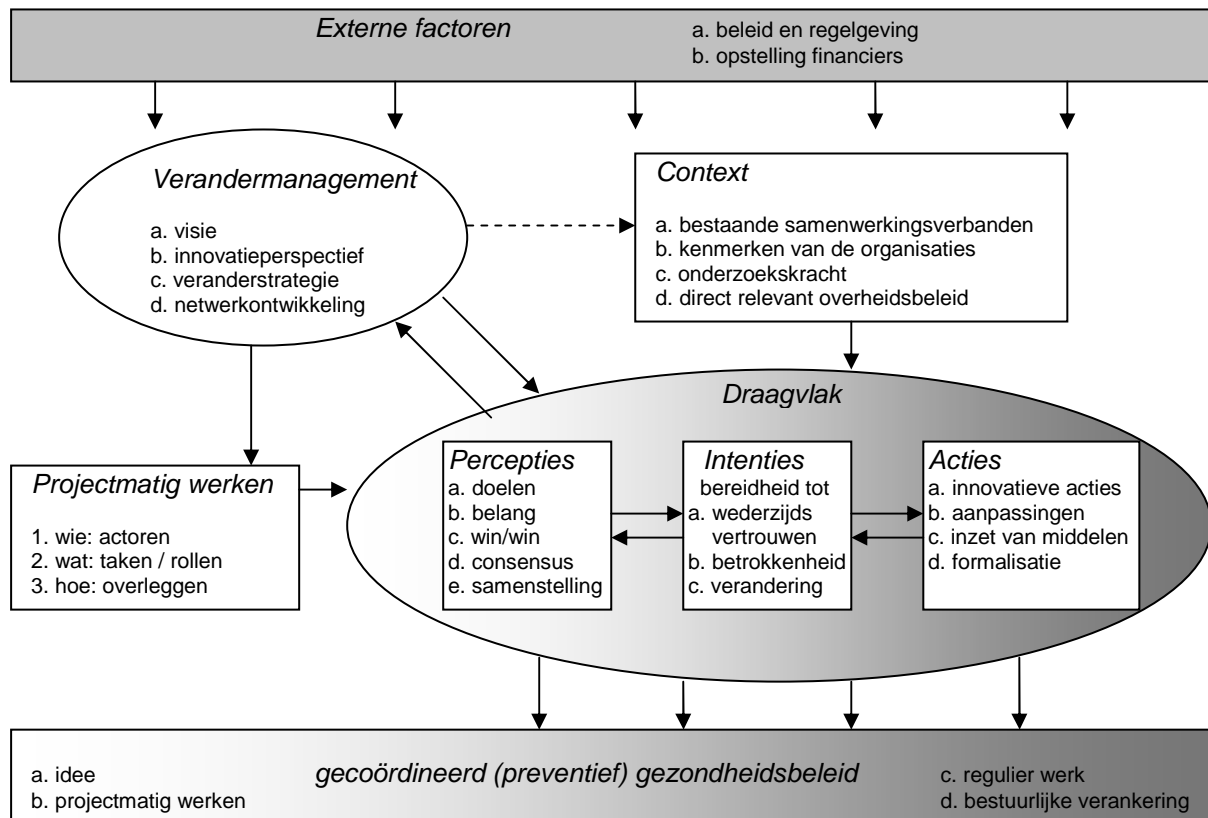 Externe factoren
a. beleid en regelgeving
b. opstelling financiers
Verandermanagement
a. visie
b. innovatieperspectief
c. veranderstrategie
d. netwerkontwikkeling
Context
a. bestaande samenwerkingsverbanden
b. kenmerken van de organisaties
c. onderzoekskracht
d. direct relevant overheidsbeleid
Draagvlak
Projectmatig werken
1. wie: actoren
2. wat: taken / rollen
3. hoe: overleggen
Percepties
a. doelen
b. belang
c. win/win
d. consensus
e. samenstelling
Intenties
bereidheid tot
a. wederzijds
vertrouwen
b. betrokkenheid
c. verandering
Acties
a. innovatieve acties
b. aanpassingen
c. inzet van middelen
d. formalisatie
gecoördineerd (preventief) gezondheidsbeleid
a. idee
b. projectmatig werken
c. regulier werk
d. bestuurlijke verankering